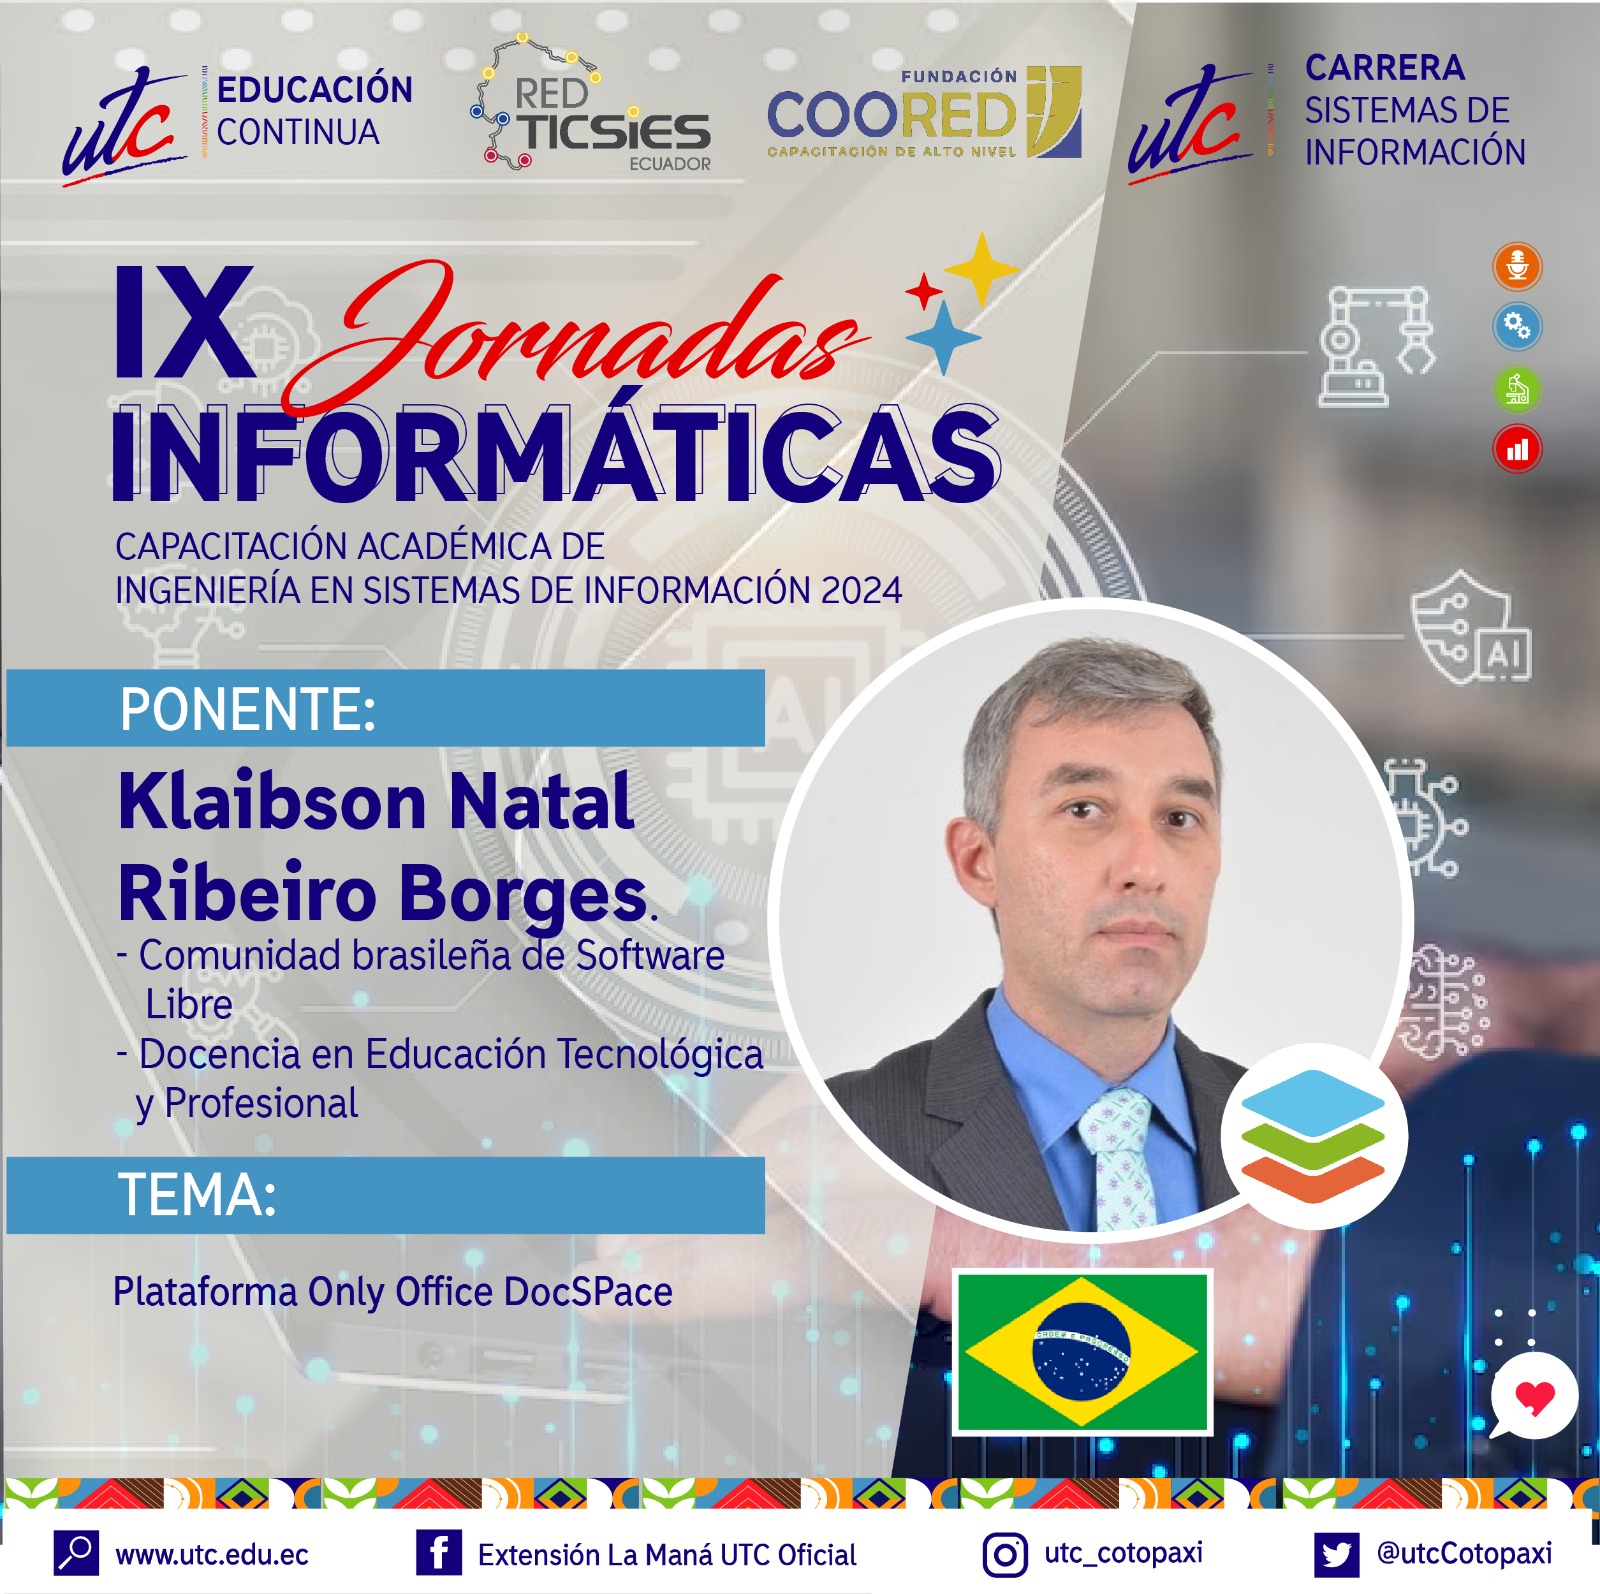 utc
EDUCACIÓN
CONTINUA
RED
TICSIES
ECUADOR
FUNDACIÓN
COORED
CAPACITACIÓN DE ALTO NIVEL
utc
CARRERA
SISTEMAS DE
INFORMACIÓN
IX Jornadas
INFORMÁTICAS
CAPACITACIÓN ACADÉMICA DE
INGENIERÍA EN SISTEMAS DE INFORMACIÓN 2024
AI
PONENTE:
AI
Klaibson Natal
Ribeiro Borges.
- Comunidad brasileña de Software
Libre
- Docencia en Educación Tecnológica
y Profesional
TEMA:
Plataforma Only Office DocSPace
ORDEM E PROGRESSO
www.utc.edu.ec
Extensión La Maná UTC Oficial
utc_cotopaxi
@utcCotopaxi